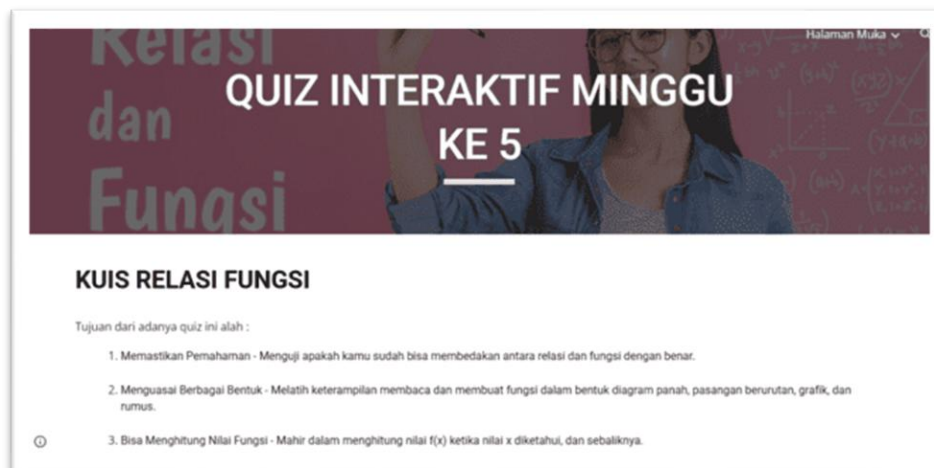 Relasi
dan
Fungsi
Halaman Muka
QUIZ INTERAKTIF MINGGU
KE 5
KUIS RELASI FUNGSI
Tujuan dari adanya quiz ini alah :
1. Memastikan Pemahaman - Menguji apakah kamu sudah bisa membedakan antara relasi dan fungsi dengan benar.
2. Menguasai Berbagai Bentuk - Melatih keterampilan membaca dan membuat fungsi dalam bentuk diagram panah, pasangan berurutan, grafik, dan
rumus.
3. Bisa Menghitung Nilai Fungsi - Mahir dalam menghitung nilai f(x) ketika nilai x diketahui, dan sebaliknya.